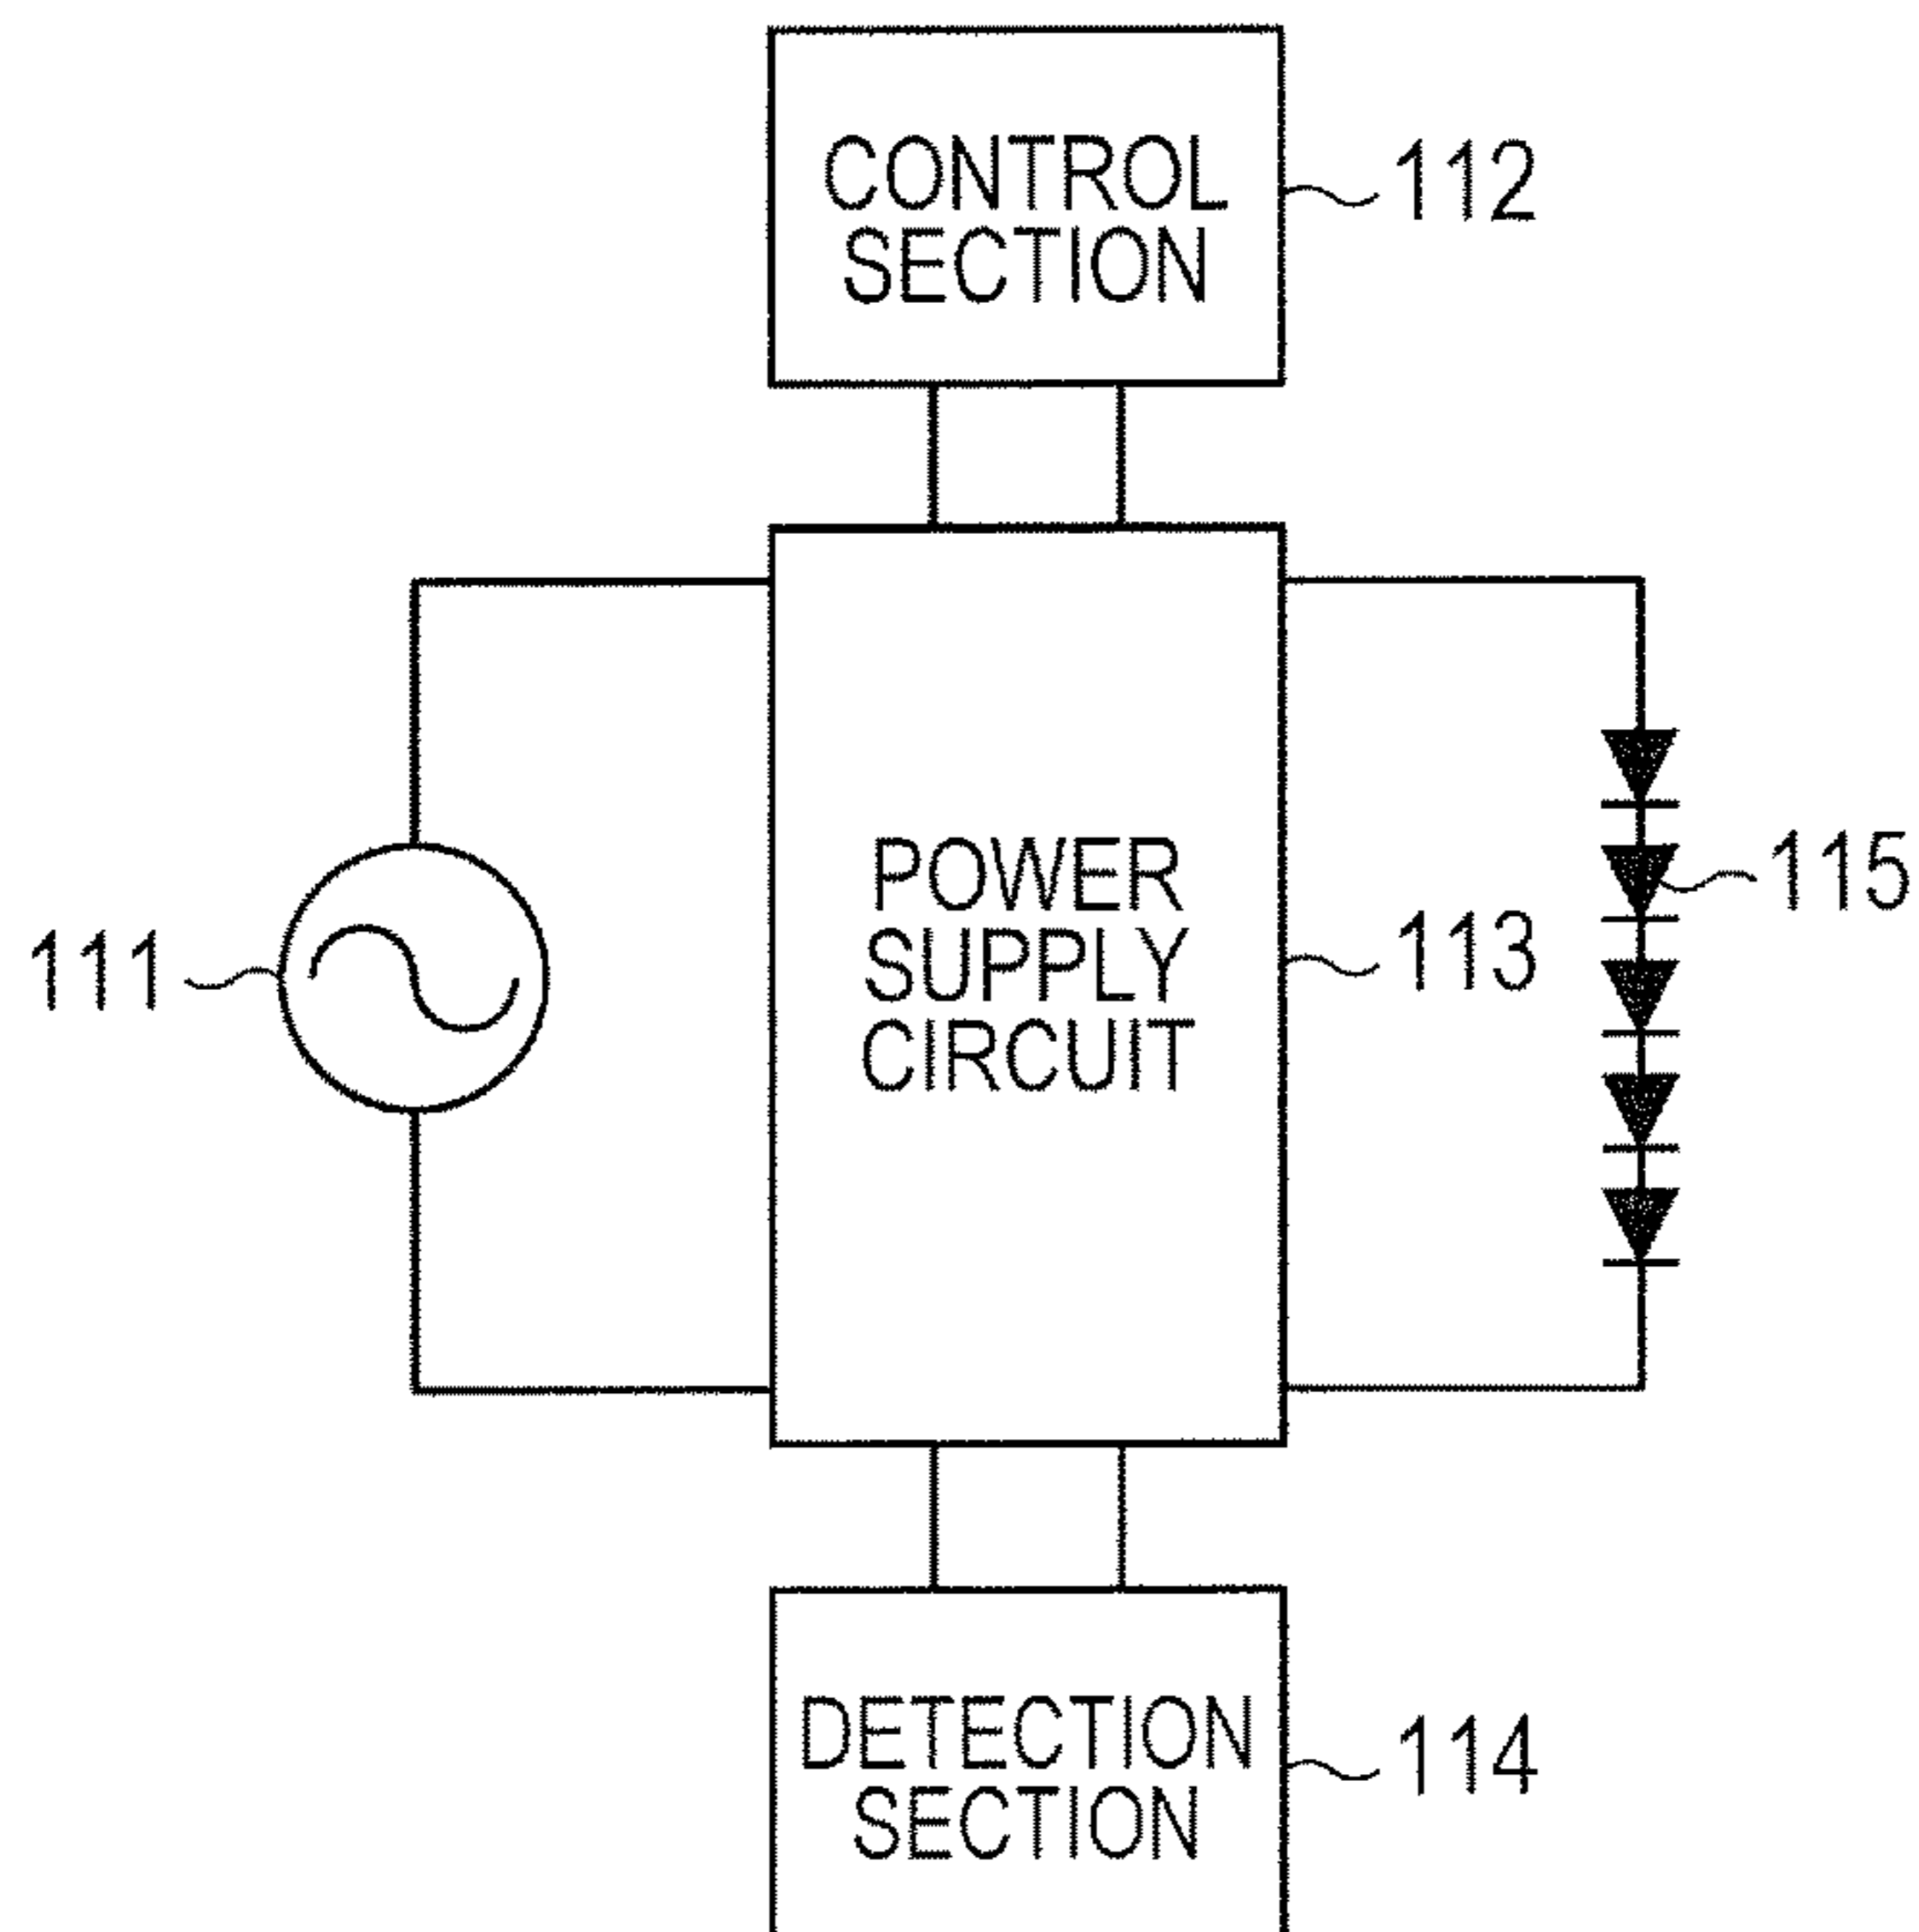 CONTROL
SECTION
112
POWER
SUPPLY
CIRCUIT
111
113
115
DETECTION
SECTION
114